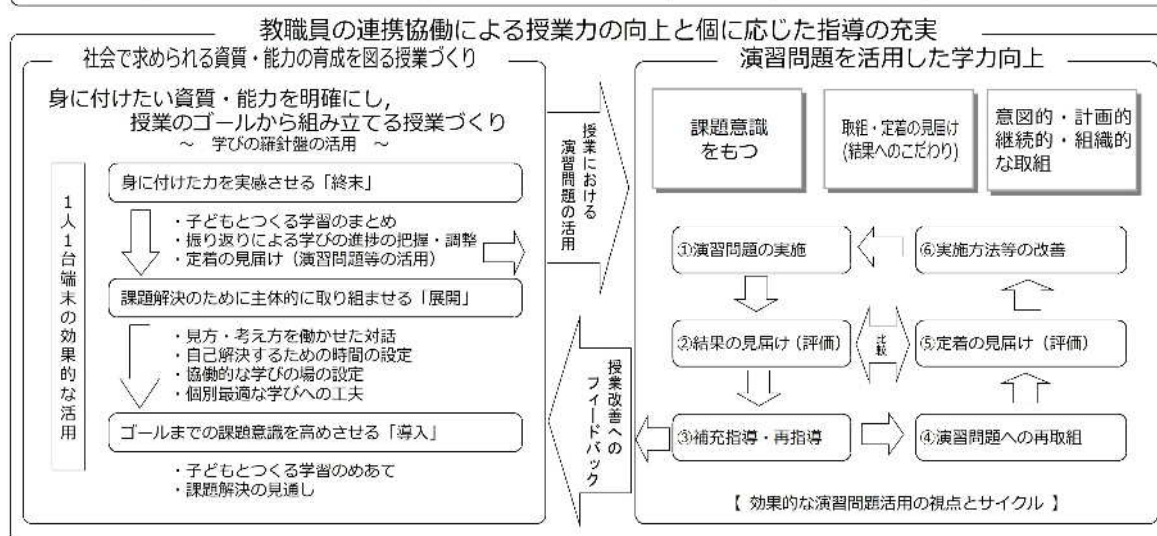 教職員の連携協働による授業力の向上と個に応じた指導の充実
社会で求められる資質・能力の育成を図る授業づくり
身に付けたい資質・能力を明確にし,
授業のゴールから組み立てる授業づくり
～ 学びの羅針盤の活用 ～
1人1台端末の効果的な活用
身に付けた力を実感させる「終末」
・子どもとつくる学習のまとめ
・振り返りによる学びの進捗の把握・調整
・定着の見届け（演習問題等の活用）
課題解決のために主体的に取り組ませる「展開」
・見方・考え方を働かせた対話
・自己解決するための時間の設定
・協働的な学びの場の設定
・個別最適な学びへの工夫
ゴールまでの課題意識を高めさせる「導入」
・子どもとつくる学習のめあて
・課題解決の見通し
授業における
演習問題の活用
授業改善への
フィードバック
演習問題を活用した学力向上
課題意識
をもつ
取組・定着の見届け
(結果へのこだわり)
意図的・計画的
継続的・組織的
な取組
①演習問題の実施
⑥実施方法等の改善
②結果の見届け（評価）
比較
⑤定着の見届け（評価）
③補充指導・再指導
④演習問題への再取組
【 効果的な演習問題活用の視点とサイクル 】